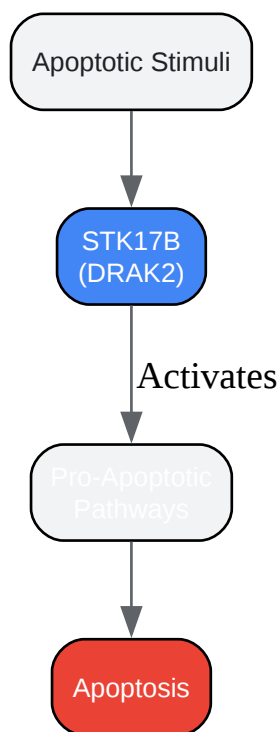 Apoptotic Stimuli
STK17B
(DRAK2)
Activates
Pro-Apoptotic
Pathways
Apoptosis